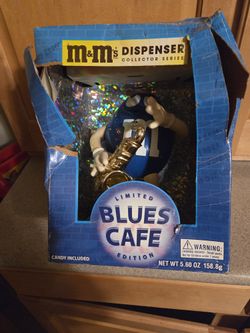 m&m's DISPENSER
COLLECTOR SERIES
LIMITED
BLUES
CAFE
EDITION
CANDY INCLUDED
WARNING:
NET WT 5.60 OZ 158.8g